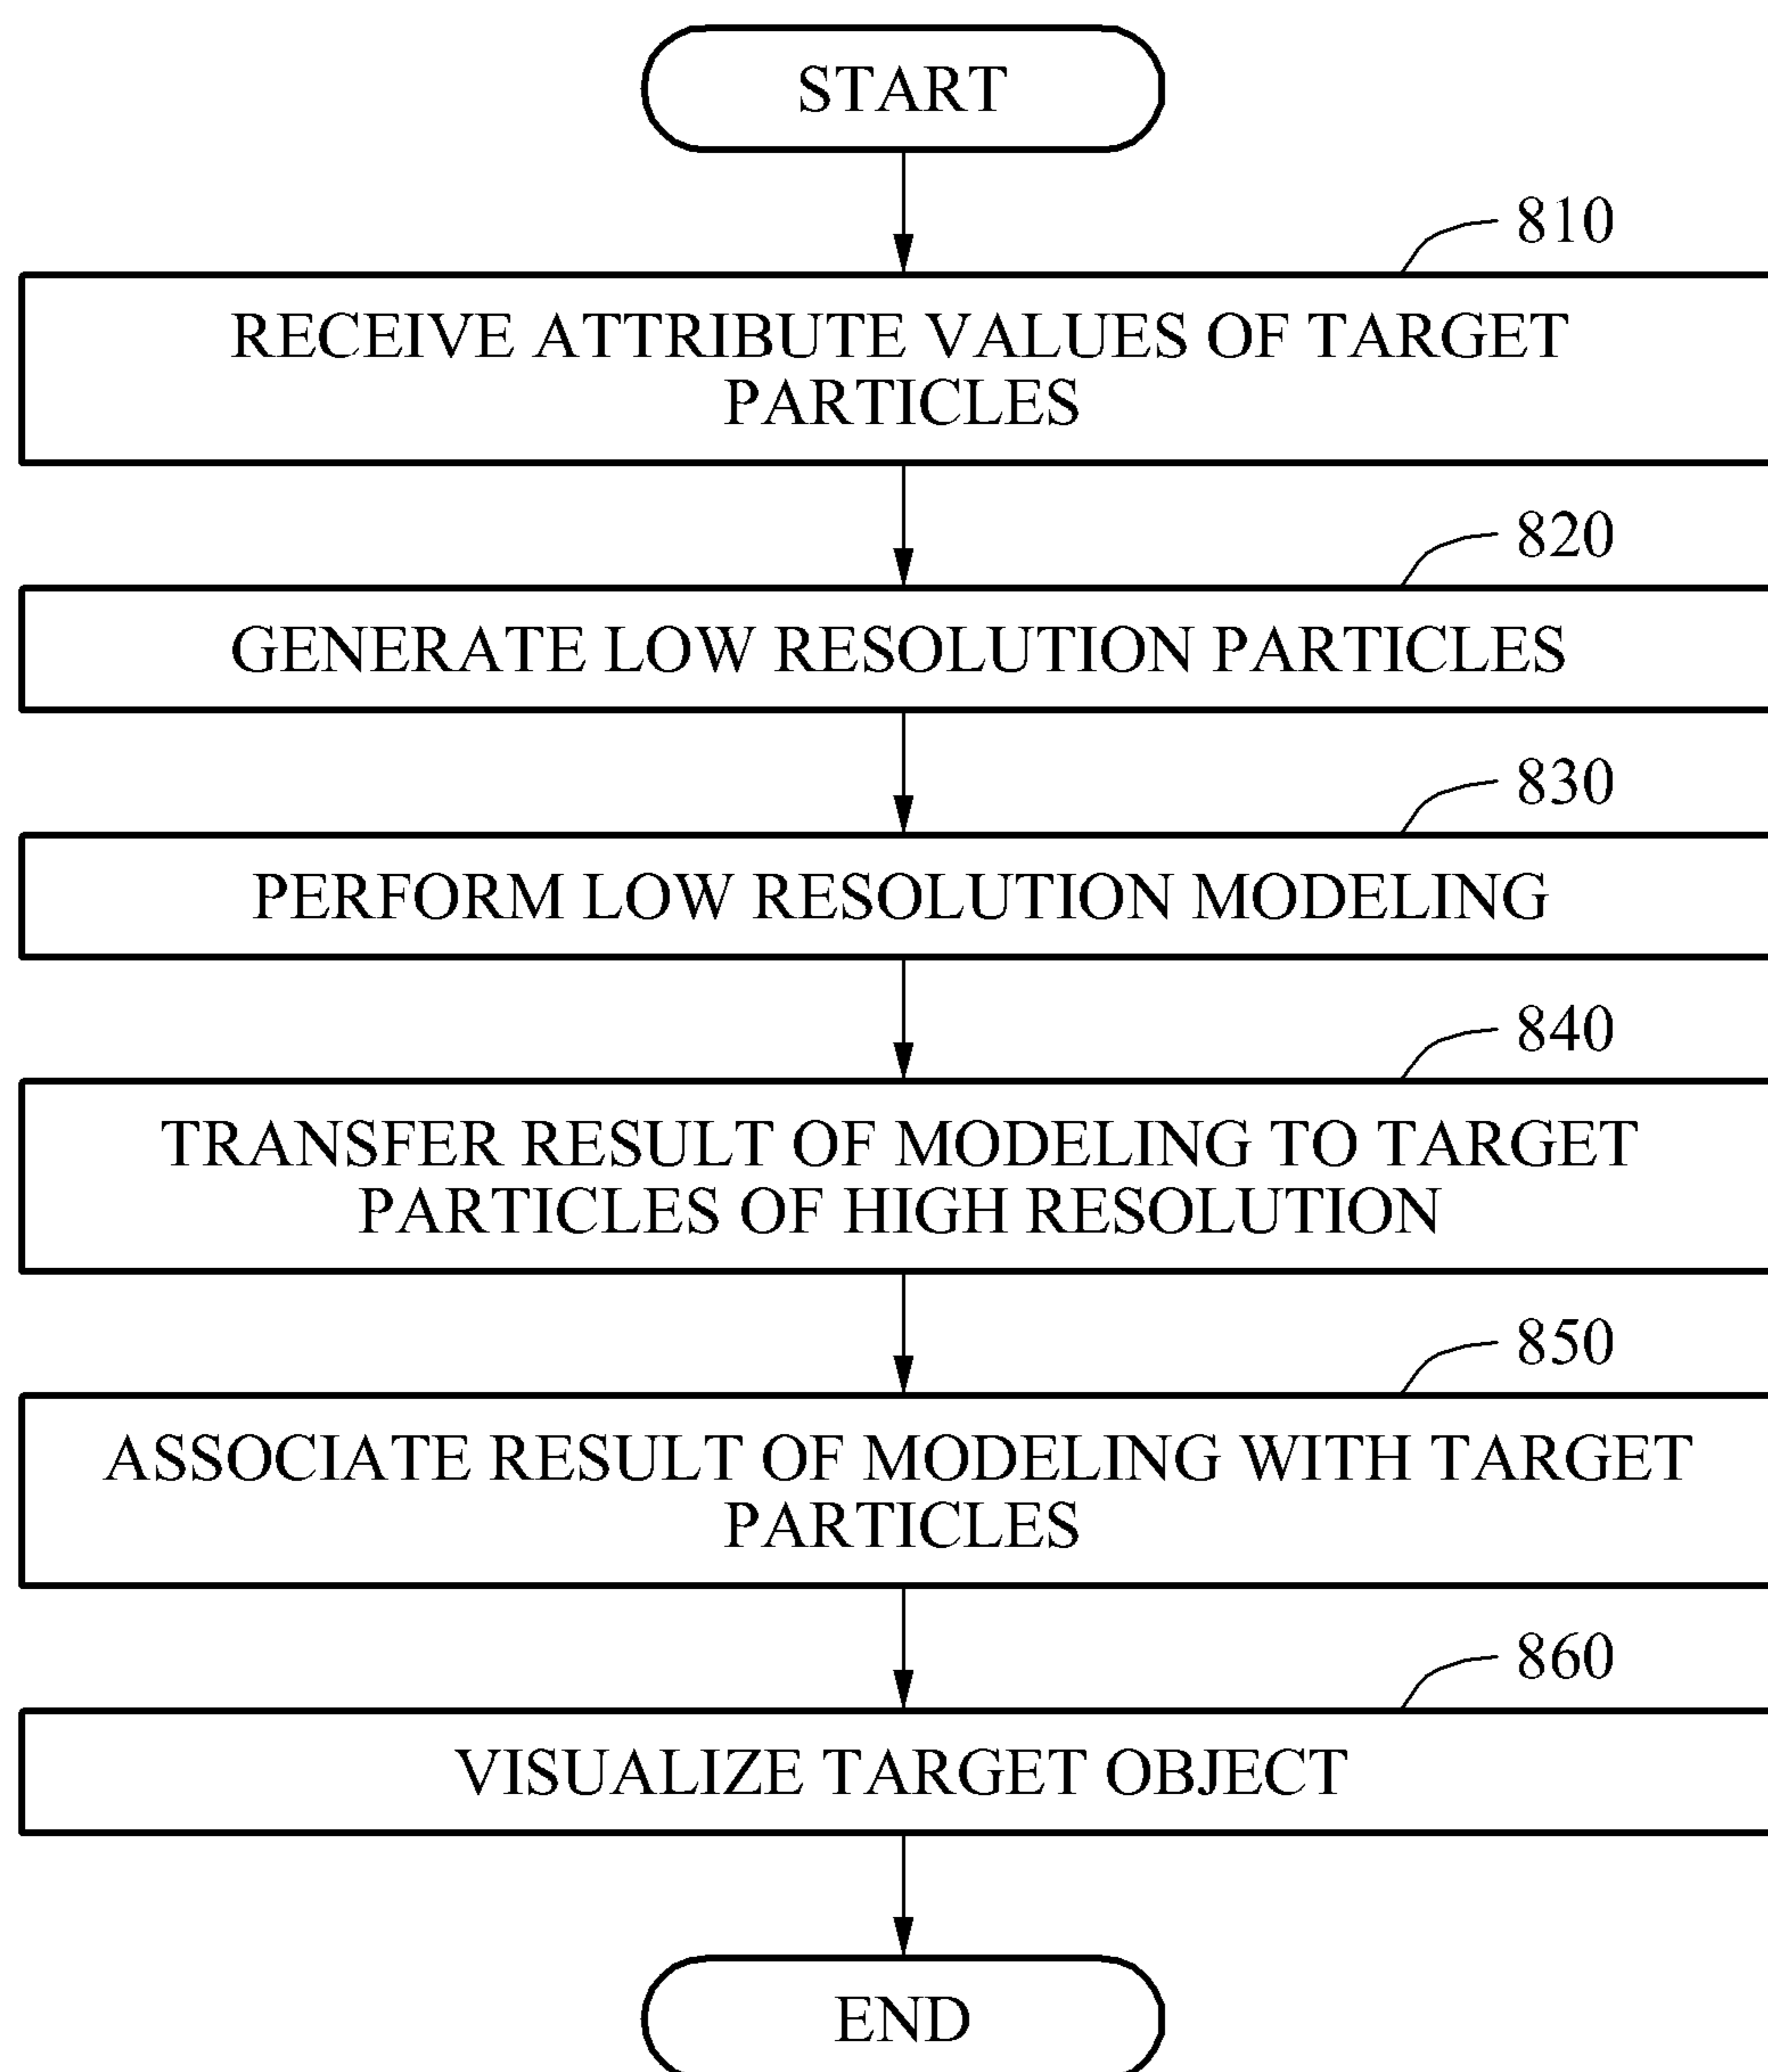 START
810
RECEIVE ATTRIBUTE VALUES OF TARGET
PARTICLES
820
GENERATE LOW RESOLUTION PARTICLES
830
PERFORM LOW RESOLUTION MODELING
840
TRANSFER RESULT OF MODELING TO TARGET
PARTICLES OF HIGH RESOLUTION
850
ASSOCIATE RESULT OF MODELING WITH TARGET
PARTICLES
860
VISUALIZE TARGET OBJECT
END